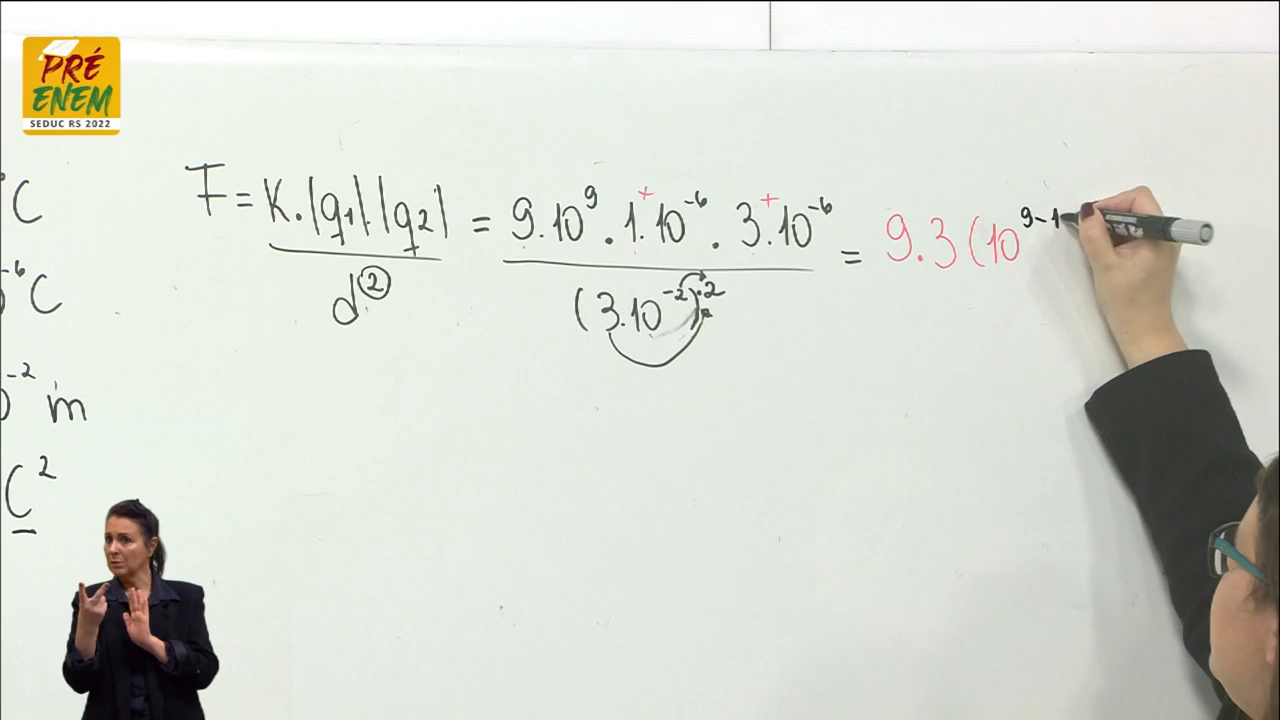 PRÉ
ENEM
SEDUC RS 2022
C
F = K.|q1|.|q2| / d² = 9.10⁹ . 1.10⁻⁶ . 3.10⁻⁶ / (3.10⁻²)·² = 9.3(10⁹⁻¹
+ +
⁻⁶C
⁻² m
C²